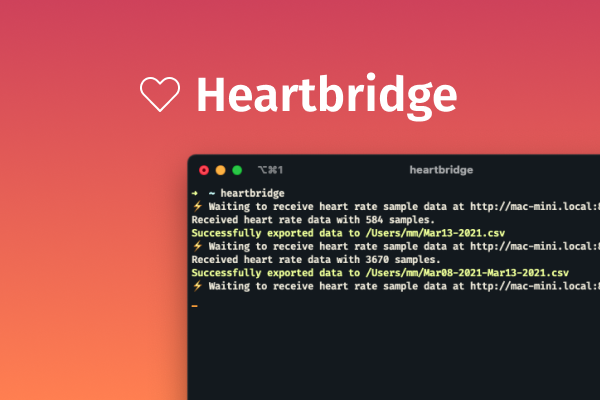 Heartbridge
⌥⌘1 heartbridge
➜ ~ heartbridge
⚡ Waiting to receive heart rate sample data at http://mac-mini.local:8
Received heart rate data with 584 samples.
Successfully exported data to /Users/mm/Mar13-2021.csv
⚡ Waiting to receive heart rate sample data at http://mac-mini.local:8
Received heart rate data with 3670 samples.
Successfully exported data to /Users/mm/Mar08-2021-Mar13-2021.csv
⚡ Waiting to receive heart rate sample data at http://mac-mini.local:8